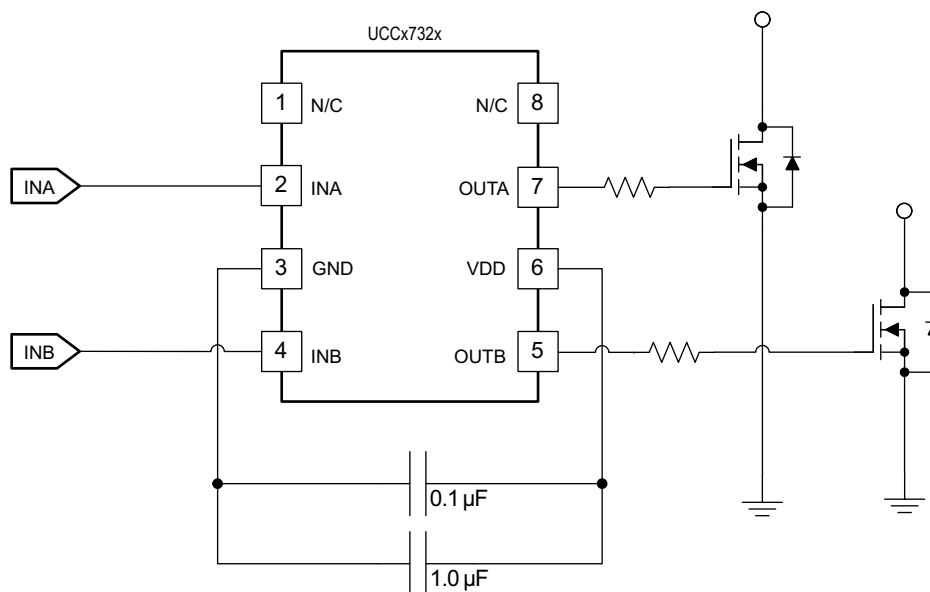 UCCx732x
1 N/C
N/C 8
INA
2 INA
OUTA 7
3 GND
VDD 6
INB
4 INB
OUTB 5
0.1 µF
1.0 µF